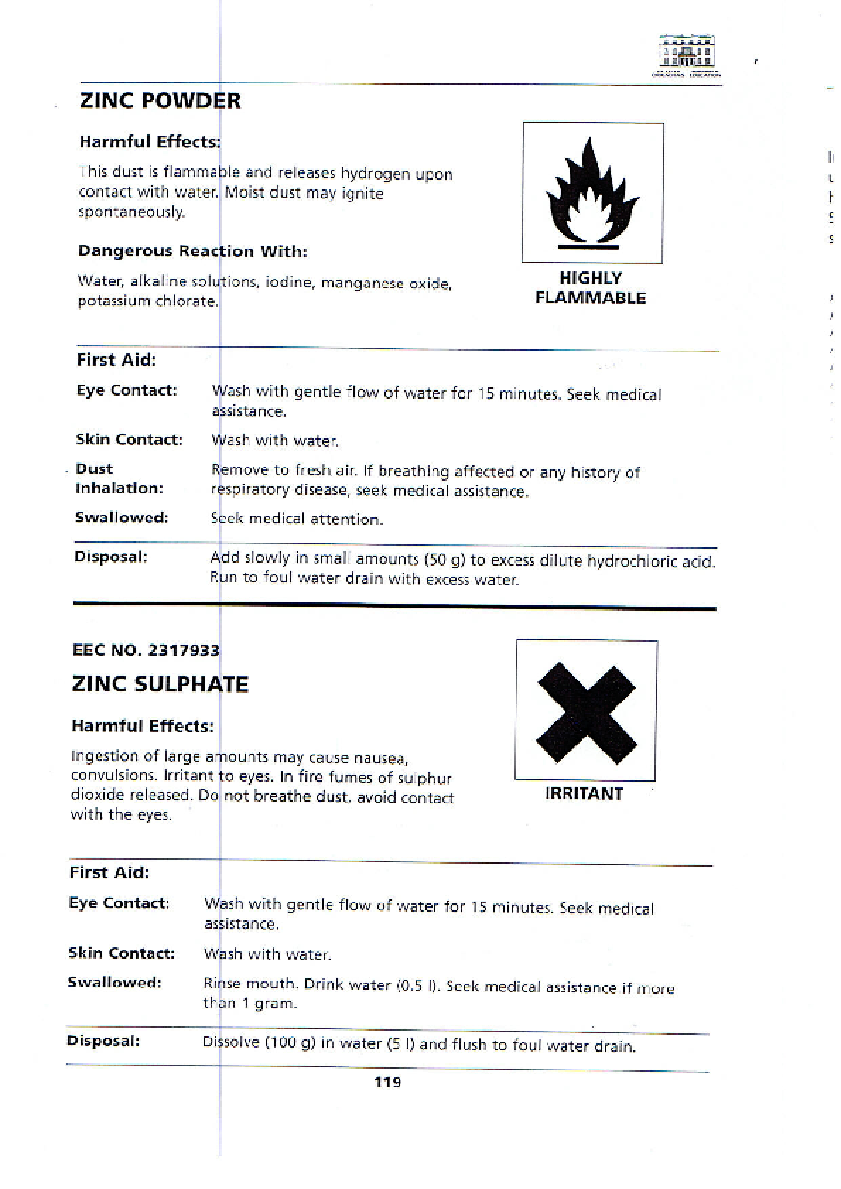 ZINC POWDER
Harmful Effects:
This dust is flammable and releases hydrogen upon
contact with water. Moist dust may ignite
spontaneously.
Dangerous Reaction With:
Water, alkaline solutions, iodine, manganese oxide,
potassium chlorate.
HIGHLY
FLAMMABLE
First Aid:
Eye Contact: Wash with gentle flow of water for 15 minutes. Seek medical
assistance.
Skin Contact: Wash with water.
Dust Remove to fresh air. If breathing affected or any history of
Inhalation: respiratory disease, seek medical assistance.
Swallowed: Seek medical attention.
Disposal: Add slowly in small amounts (50 g) to excess dilute hydrochloric acid.
Run to foul water drain with excess water.
EEC NO. 2317933
ZINC SULPHATE
Harmful Effects:
Ingestion of large amounts may cause nausea,
convulsions. Irritant to eyes. In fire fumes of sulphur
dioxide released. Do not breathe dust, avoid contact
with the eyes.
IRRITANT
First Aid:
Eye Contact: Wash with gentle flow of water for 15 minutes. Seek medical
assistance.
Skin Contact: Wash with water.
Swallowed: Rinse mouth. Drink water (0.5 l). Seek medical assistance if more
than 1 gram.
Disposal: Dissolve (100 g) in water (5 l) and flush to foul water drain.
119